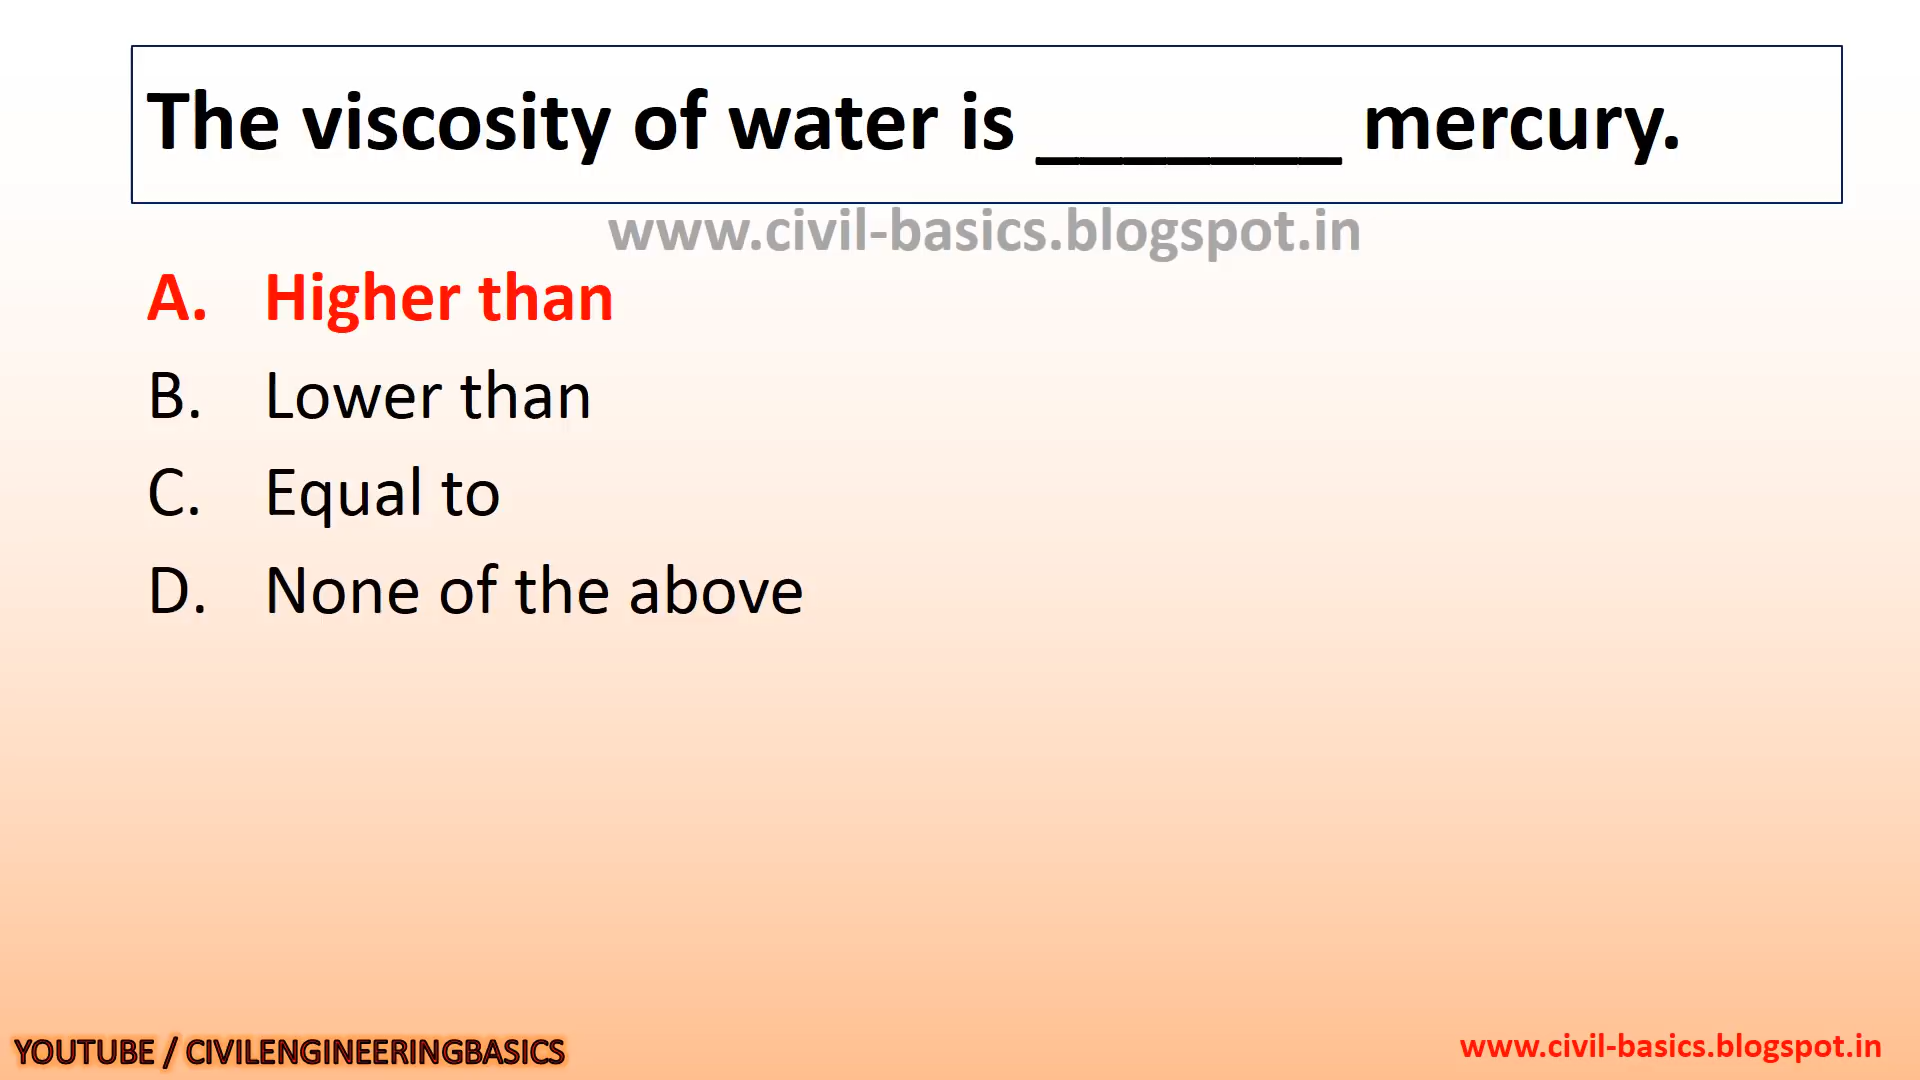 The viscosity of water is _______ mercury.
www.civil-basics.blogspot.in
A. Higher than
B. Lower than
C. Equal to
D. None of the above
YOUTUBE / CIVILENGINEERINGBASICS
www.civil-basics.blogspot.in